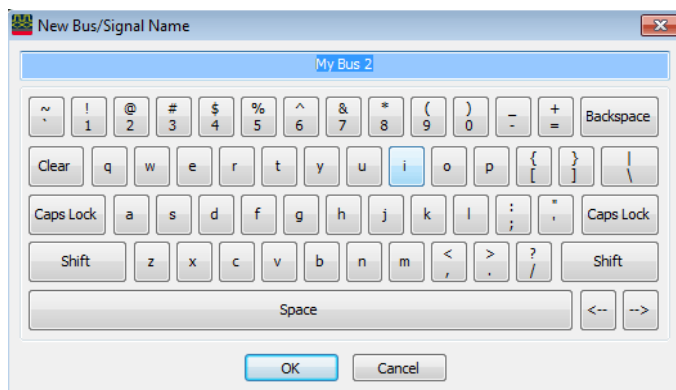 New Bus/Signal Name
My Bus 2
~ ! @ # $ % ^ & * ( ) _ +
` 1 2 3 4 5 6 7 8 9 0 - = Backspace
Clear q w e r t y u i o p { } |
[ ] \
Caps Lock a s d f g h j k l : " Caps Lock
; '
Shift z x c v b n m < > ? Shift
, . /
Space <-- -->
OK Cancel